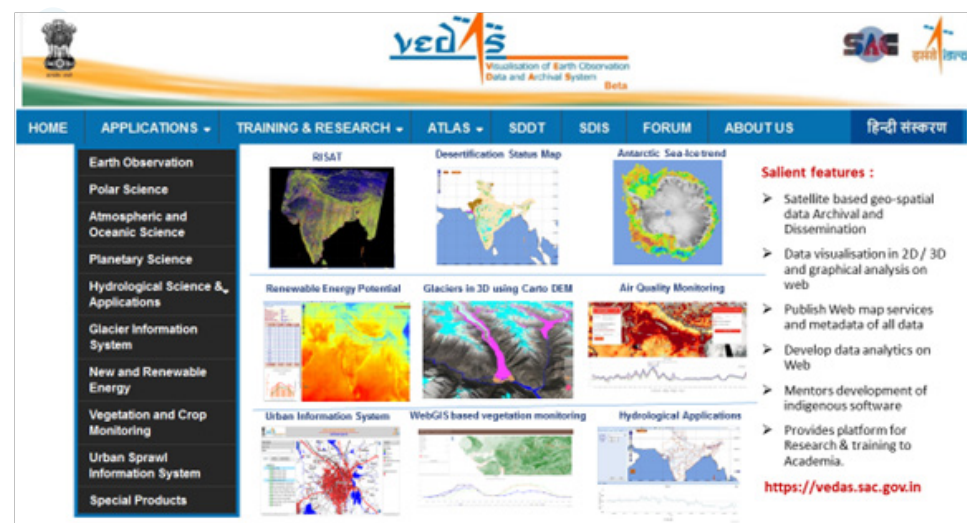 VEDAS
Visualisation of Earth Observation
Data and Archival System
Beta
SAC
इसरो isro
HOME
APPLICATIONS
TRAINING & RESEARCH
ATLAS
SDDT
SDIS
FORUM
ABOUT US
हिन्दी संस्करण
Earth Observation
Polar Science
Atmospheric and
Oceanic Science
Planetary Science
Hydrological Science &
Applications
Glacier Information
System
New and Renewable
Energy
Vegetation and Crop
Monitoring
Urban Sprawl
Information System
Special Products
RISAT
Desertification Status Map
Antarctic Sea-Ice trend
Renewable Energy Potential
Glaciers in 3D using Carto DEM
Air Quality Monitoring
Urban Information System
WebGIS based vegetation monitoring
Hydrological Applications
Salient features :
Satellite based geo-spatial
data Archival and
Dissemination
Data visualisation in 2D / 3D
and graphical analysis on
web
Publish Web map services
and metadata of all data
Develop data analytics on
Web
Mentors development of
indigenous software
Provides platform for
Research & training to
Academia.
https://vedas.sac.gov.in